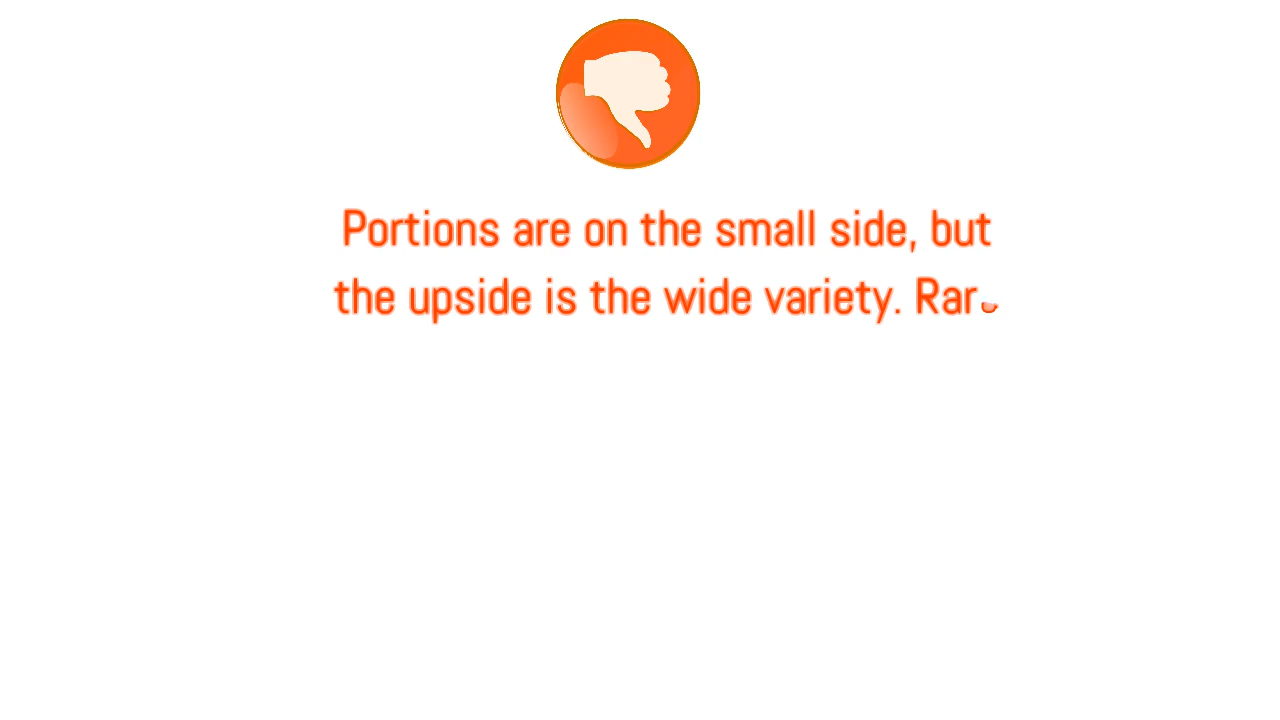 Portions are on the small side, but
the upside is the wide variety. Rar